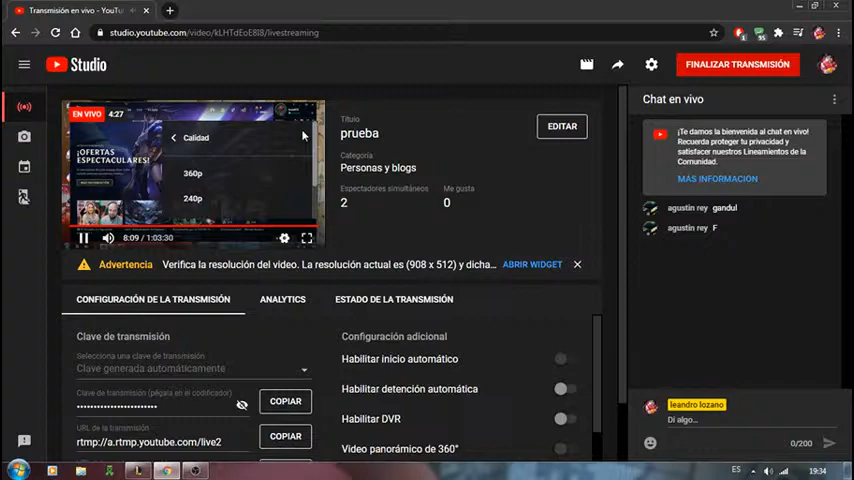 Transmisión en vivo - YouTu
studio.youtube.com/video/kLHTdEoE8I8/livestreaming
Studio
FINALIZAR TRANSMISIÓN
EN VIVO 4:27
Calidad
¡OFERTAS
ESPECTACULARES!
360p
240p
8:09 / 1:03:30
Título
prueba
EDITAR
Categoría
Personas y blogs
Espectadores simultáneos
Me gusta
2
0
Advertencia Verifica la resolución del video. La resolución actual es (908 x 512) y dicha... ABRIR WIDGET
CONFIGURACIÓN DE LA TRANSMISIÓN
ANALYTICS
ESTADO DE LA TRANSMISIÓN
Clave de transmisión
Selecciona una clave de transmisión
Clave generada automáticamente
Clave de transmisión (pégala en el codificador)
COPIAR
URL de la transmisión
rtmp://a.rtmp.youtube.com/live2
COPIAR
Configuración adicional
Habilitar inicio automático
Habilitar detención automática
Habilitar DVR
Video panorámico de 360°
Chat en vivo
¡Te damos la bienvenida al chat en vivo!
Recuerda proteger tu privacidad y
satisfacer nuestros Lineamientos de la
Comunidad.
MÁS INFORMACIÓN
agustin rey gandul
agustin rey F
leandro lozano
Di algo...
0/200
ES
19:34